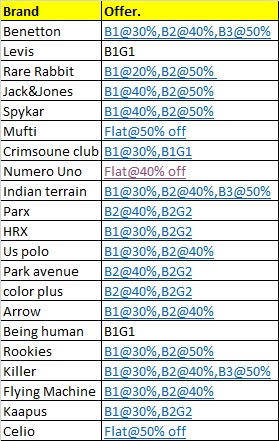 Brand Offer.
Benetton B1@30%,B2@40%,B3@50%
Levis B1G1
Rare Rabbit B1@20%,B2@50%
Jack&Jones B1@40%,B2@50%
Spykar B1@40%,B2@50%
Mufti Flat@50% off
Crimsoune club B1@30%,B1G1
Numero Uno Flat@40% off
Indian terrain B1@30%,B2@40%,B3@50%
Parx B2@40%,B2G2
HRX B1@30%,B2G2
Us polo B1@30%,B2@40%
Park avenue B2@40%,B2G2
color plus B2@40%,B2G2
Arrow B1@30%,B2@40%
Being human B1G1
Rookies B1@30%,B2@50%
Killer B1@30%,B2@40%,B3@50%
Flying Machine B1@30%,B2@40%
Kaapus B1@30%,B2G2
Celio Flat@50% off